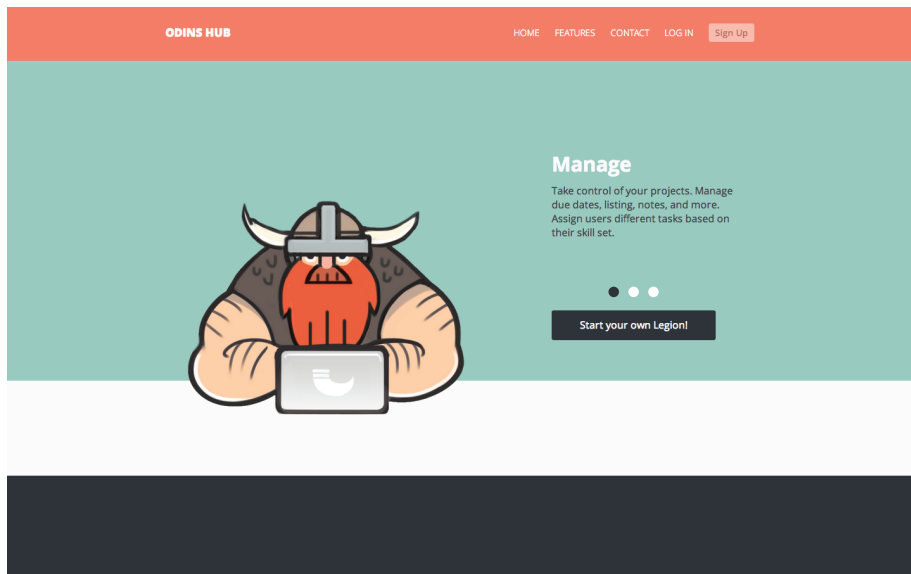 ODINS HUB
HOME FEATURES CONTACT LOG IN Sign Up
Manage
Take control of your projects. Manage
due dates, listing, notes, and more.
Assign users different tasks based on
their skill set.
Start your own Legion!